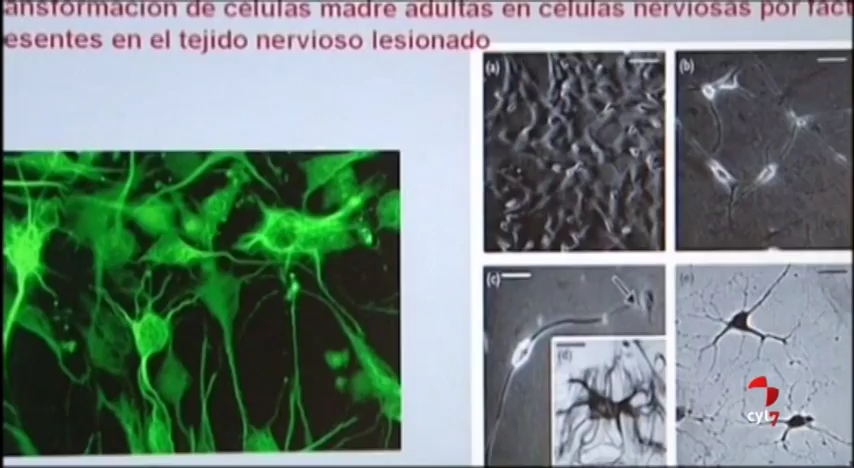 ansformación de células madre adultas en células nerviosas por fact
esentes en el tejido nervioso lesionado
(a)
(b)
(c)
(d)
(e)
cyl7